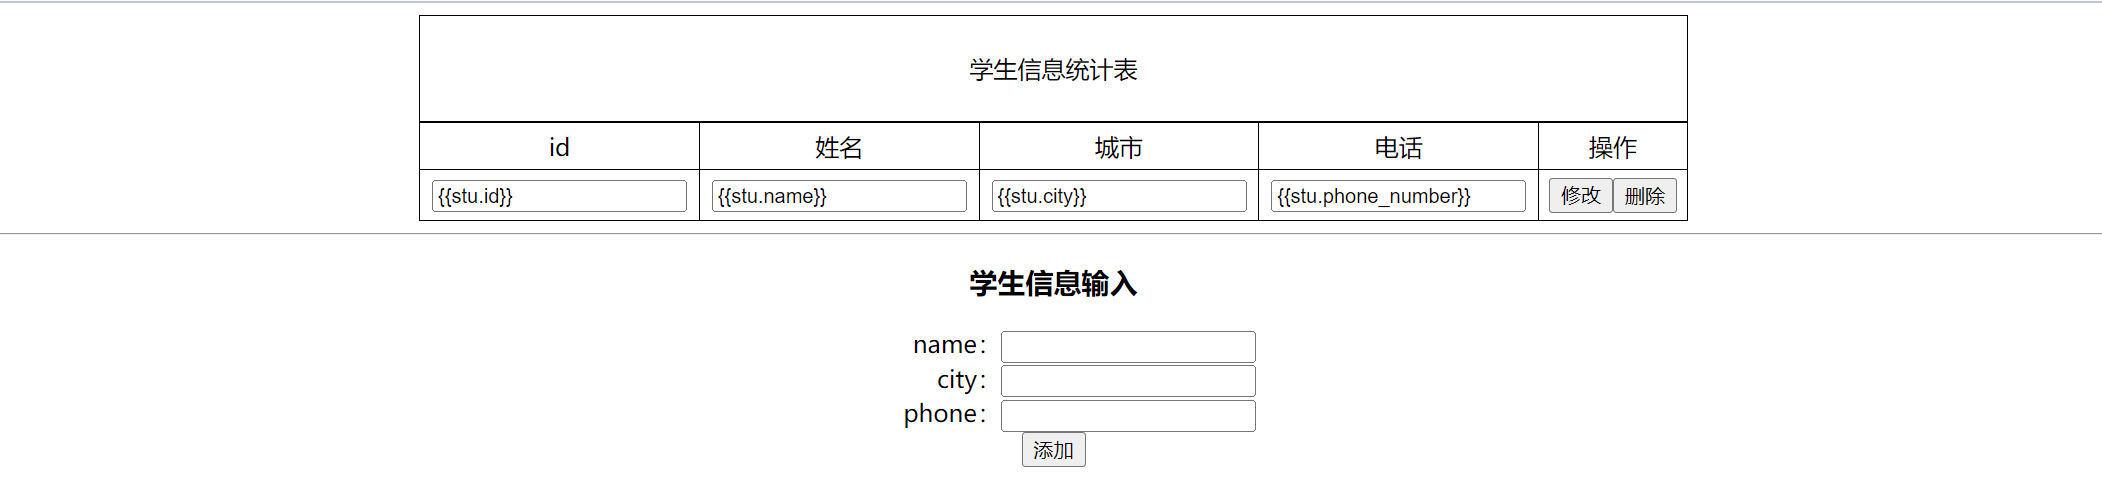 学生信息统计表
id 姓名 城市 电话 操作
{{stu.id}} {{stu.name}} {{stu.city}} {{stu.phone_number}} 修改 删除
学生信息输入
name：
city：
phone：
添加